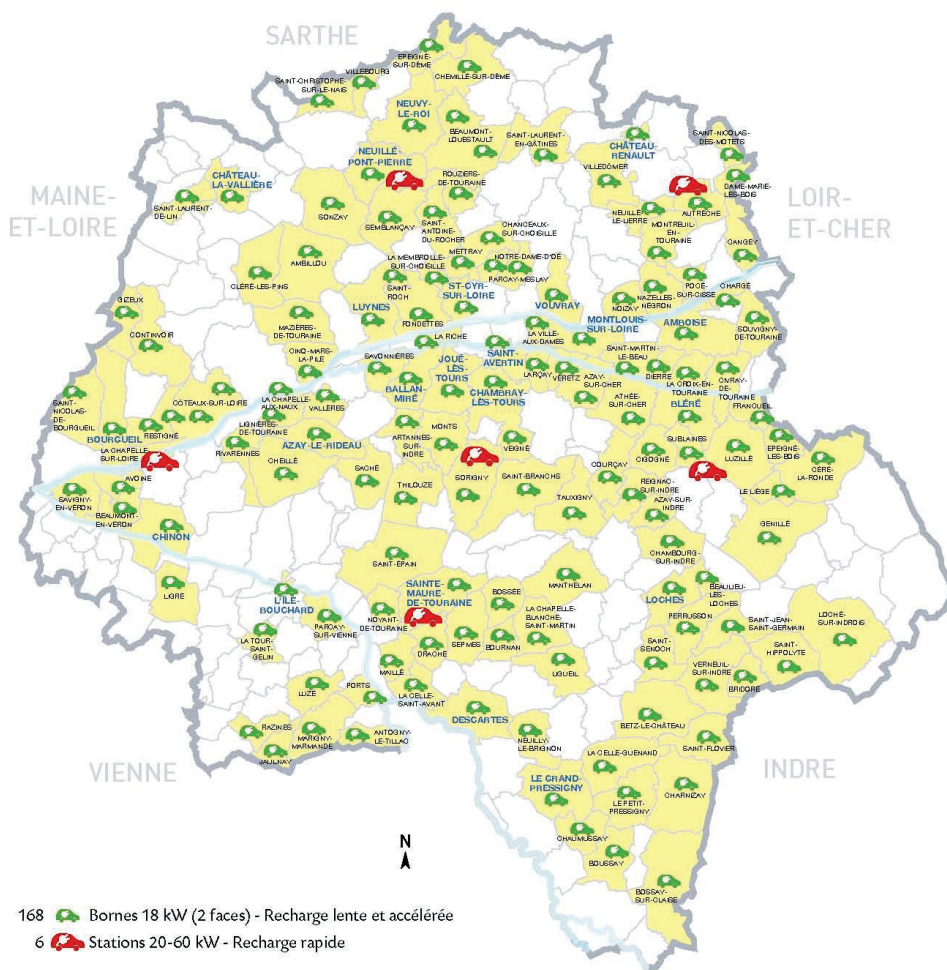 SARTHE
EPEIGNÉ-
SUR-DÊME
VILLEBOURG
CHEMILLÉ-SUR-DÊME
SAINT-CHRISTOPHE-
SUR-LE-NAIS
NEUVY-
LE-ROI
BEAUMONT-
LOUESTAULT
SAINT-LAURENT-
EN-GÂTINES
CHÂTEAU-
RENAULT
SAINT-NICOLAS-
DES-MOTETS
NEUILLÉ-
PONT-PIERRE
VILLEDÔMER
CHÂTEAU-
LA-VALLIÈRE
ROUZIERS-
DE-TOURAINE
DAME-MARIE-
LES-BOIS
MAINE-
ET-LOIRE
LOIR-
ET-CHER
SAINT-LAURENT-
DE-LIN
SONZAY
SEMBLANÇAY
SAINT-
ANTOINE-
DU-ROCHER
NEUILLÉ-
LE-LIERRE
AUTRÈCHE
MONTREUIL-
EN-
TOURAINE
CHANCEAUX-
SUR-CHOISILLE
CANGEY
AMBILLOU
LA MEMBROLLE-
SUR-CHOISILLE
METTRAY
NOTRE-DAME-D'OÉ
PARÇAY-MESLAY
CLÉRÉ-LES-PINS
SAINT-
ROCH
ST-CYR-
SUR-LOIRE
VOUVRAY
NOIZAY
NAZELLES-
NÉGRON
POCÉ-
SUR-CISSE
CHARGÉ
GIZEUX
LUYNES
FONDETTES
MONTLOUIS-
SUR-LOIRE
AMBOISE
SOUVIGNY-
DE-TOURAINE
CONTINVOIR
MAZIÈRES-
DE-TOURAINE
LA RICHE
LA VILLE-
AUX-DAMES
CINQ-MARS-
LA-PILE
SAVONNIÈRES
JOUÉ-
LÈS-
TOURS
SAINT-
AVERTIN
SAINT-MARTIN-
LE-BEAU
LARÇAY
VÉRETZ
AZAY-
SUR-CHER
DIERRE
LA CROIX-EN-
TOURAINE
CIVRAY-
DE-TOURAINE
BALLAN-
MIRÉ
CHAMBRAY-
LÈS-TOURS
ATHÉE-
SUR-CHER
BLÉRÉ
FRANCUEIL
SAINT-
NICOLAS-
DE-
BOURGUEIL
CÔTEAUX-SUR-LOIRE
LA CHAPELLE-
AUX-NAUX
VALLÈRES
BOURGUEIL
RESTIGNÉ
LIGNIÈRES-
DE-TOURAINE
AZAY-LE-RIDEAU
ARTANNES-
SUR-
INDRE
MONTS
VEIGNÉ
SUBLAINES
LUZILLÉ
ÉPEIGNÉ-
LES-BOIS
LA CHAPELLE-
SUR-LOIRE
RIVARENNES
CIGOGNÉ
CHEILLÉ
SACHÉ
SORIGNY
SAINT-BRANCHS
COURÇAY
CÉRÉ-
LA-RONDE
AVOINE
THILOUZE
TAUXIGNY
REIGNAC-
SUR-INDRE
AZAY-SUR-
INDRE
LE LIÈGE
SAVIGNY-
EN-VÉRON
BEAUMONT-
EN-VÉRON
GENILLÉ
CHINON
SAINT-ÉPAIN
CHAMBOURG-
SUR-INDRE
LIGRÉ
L'ÎLE-
BOUCHARD
SAINTE-
MAURE-
DE-TOURAINE
BOSSÉE
MANTHELAN
LOCHES
BEAULIEU-
LES-
LOCHES
PARÇAY-
SUR-VIENNE
NOYANT-
DE-TOURAINE
LA CHAPELLE-
BLANCHE-
SAINT-MARTIN
PERRUSSON
SAINT-JEAN-
SAINT-GERMAIN
LOCHÉ-
SUR-INDROIS
LA TOUR-
SAINT-
GELIN
DRACHÉ
SEPMES
BOURNAN
SAINT-
SENOCH
SAINT-
HIPPOLYTE
MAILLÉ
LIGUEIL
VERNEUIL-
SUR-INDRE
BRIDORÉ
LUZÉ
PORTS
LA CELLE-
SAINT-AVANT
DESCARTES
BETZ-LE-CHÂTEAU
RAZINES
MARIGNY-
MARMANDE
ANTOGNY-
LE-TILLAC
NEUILLY-
LE-BRIGNON
SAINT-FLOVIER
JAULNAY
LA CELLE-GUENAND
VIENNE
INDRE
LE GRAND-
PRESSIGNY
LE PETIT-
PRESSIGNY
CHARNIZAY
CHAUMUSSAY
BOUSSAY
BOSSAY-
SUR-CLAISE
N
168 Bornes 18 kW (2 faces) - Recharge lente et accélérée
6 Stations 20-60 kW - Recharge rapide